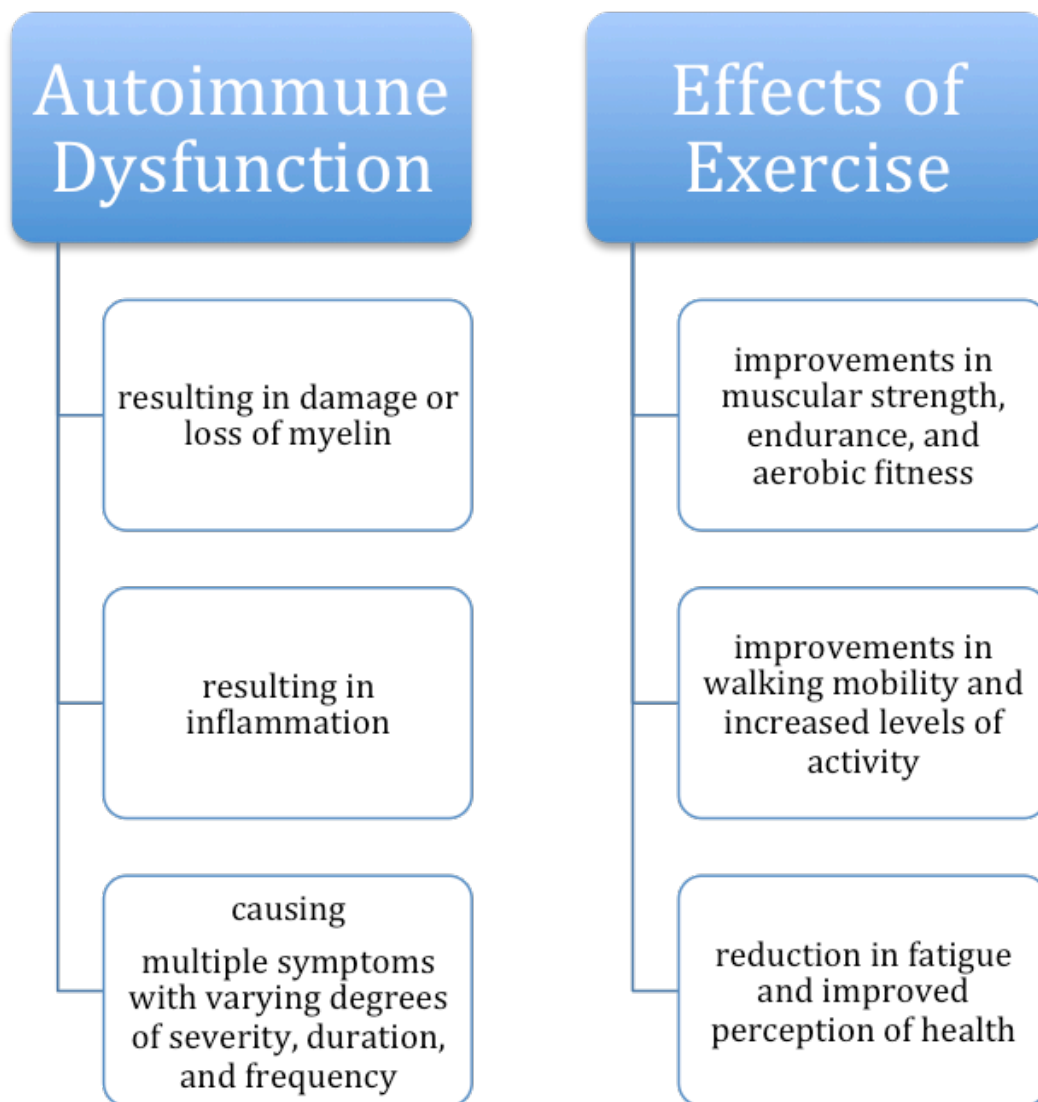 Autoimmune
Dysfunction
resulting in damage or
loss of myelin
resulting in
inflammation
causing
multiple symptoms
with varying degrees
of severity, duration,
and frequency
Effects of
Exercise
improvements in
muscular strength,
endurance, and
aerobic fitness
improvements in
walking mobility and
increased levels of
activity
reduction in fatigue
and improved
perception of health